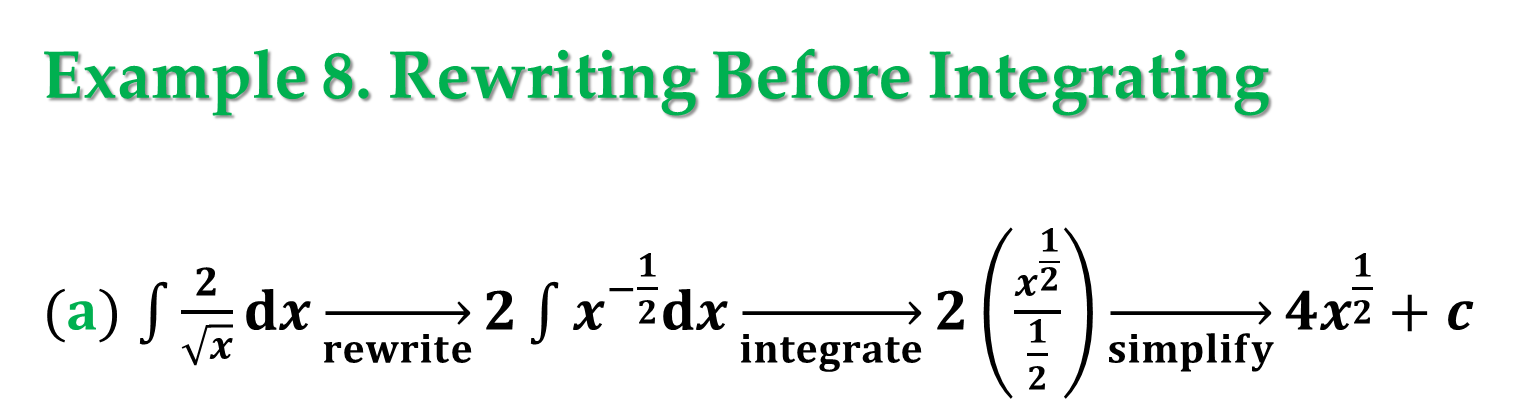 Example 8. Rewriting Before Integrating
(a) ∫ 2/√x dx →rewrite 2 ∫ x^(-1/2) dx →integrate 2 (x^(1/2) / (1/2)) →simplify 4x^(1/2) + c